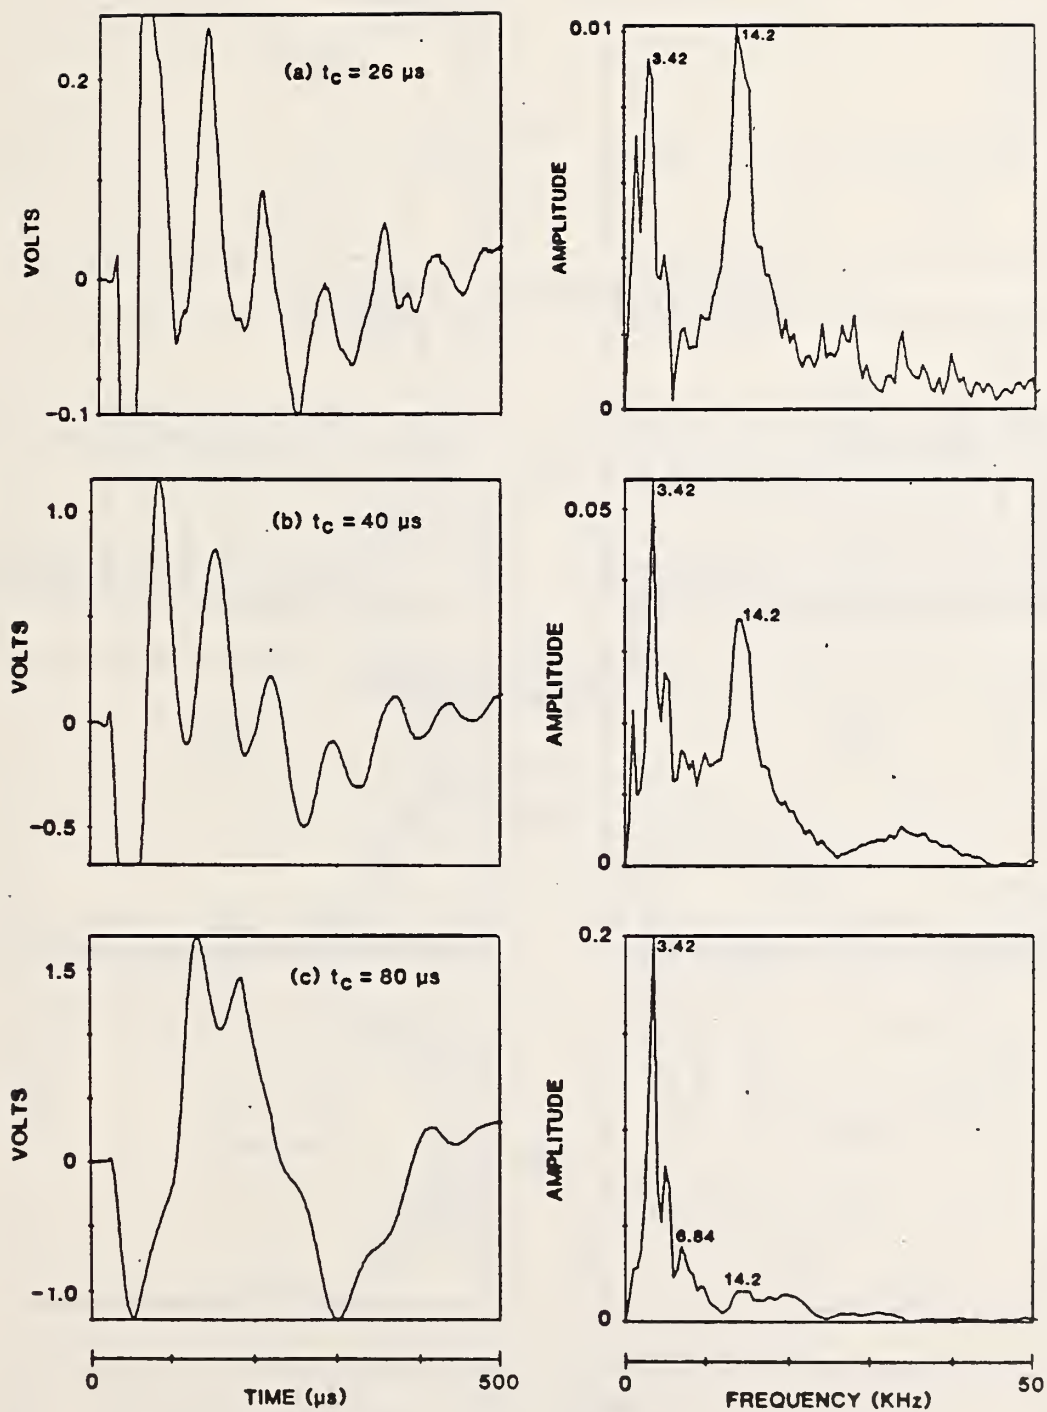 (a) tc = 26 µs
0.2
0
-0.1
VOLTS
0.01
3.42
14.2
0
AMPLITUDE
(b) tc = 40 µs
1.0
0
-0.5
VOLTS
0.05
3.42
14.2
0
AMPLITUDE
(c) tc = 80 µs
1.5
0
-1.0
VOLTS
0.2
3.42
6.84
14.2
0
AMPLITUDE
0
500
TIME (µs)
0
50
FREQUENCY (KHz)